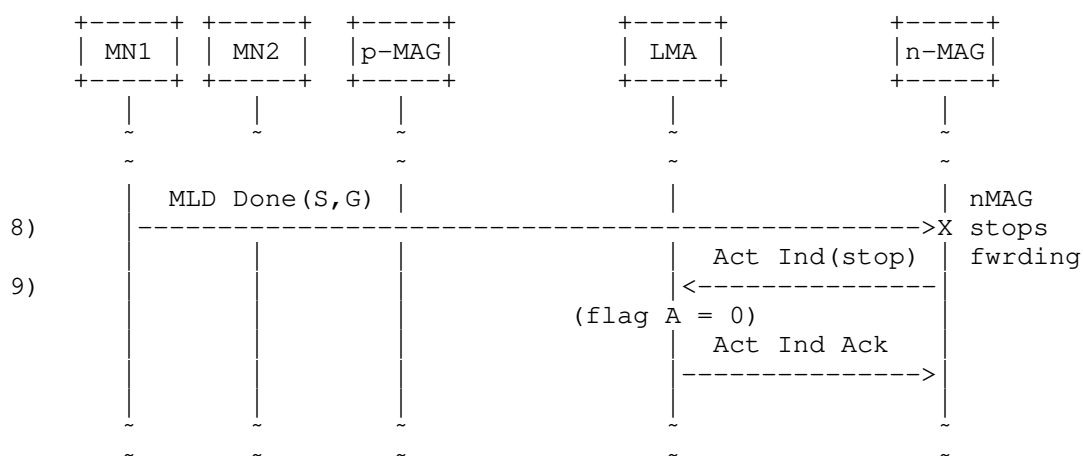 MN1 MN2 p-MAG LMA n-MAG
MLD Done(S,G) nMAG
8) X stops
Act Ind(stop) fwrding
9)
(flag A = 0)
Act Ind Ack